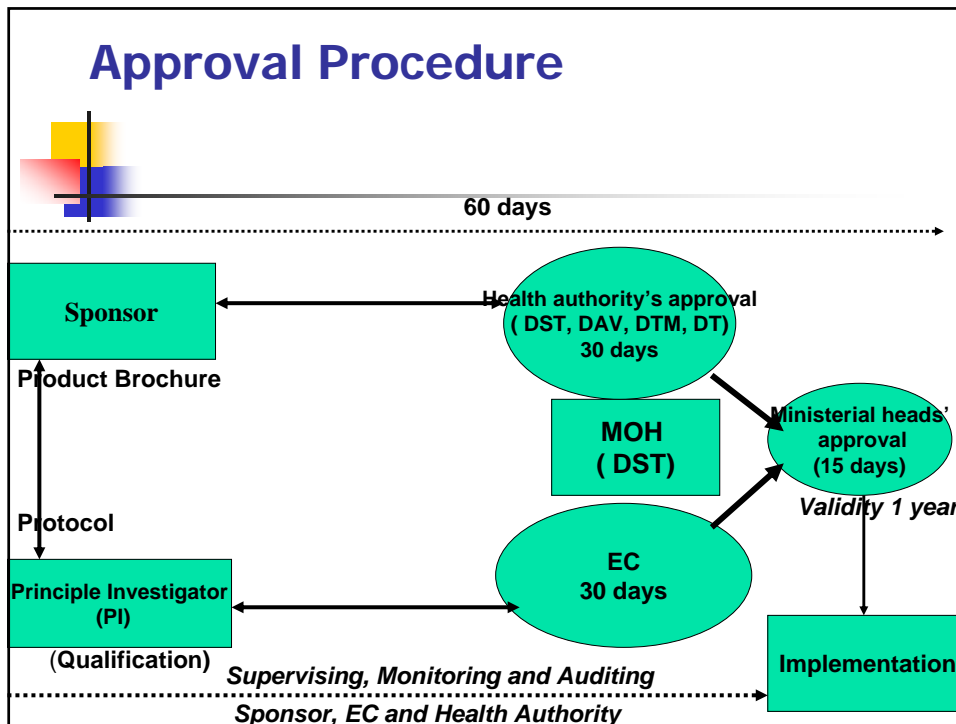 Approval Procedure
60 days
Sponsor
Health authority's approval
( DST, DAV, DTM, DT)
30 days
Product Brochure
MOH
( DST)
Ministerial heads'
approval
(15 days)
Validity 1 year
Protocol
EC
30 days
Principle Investigator
(PI)
(Qualification)
Implementation
Supervising, Monitoring and Auditing
Sponsor, EC and Health Authority